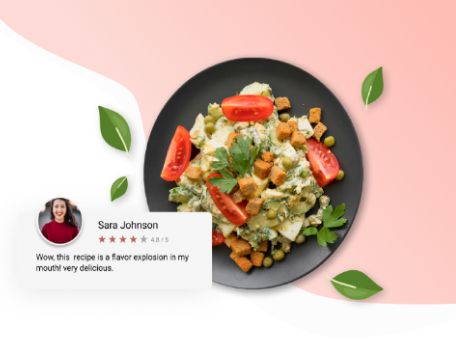 Sara Johnson
4.8 / 5
Wow, this recipe is a flavor explosion in my
mouth! very delicious.